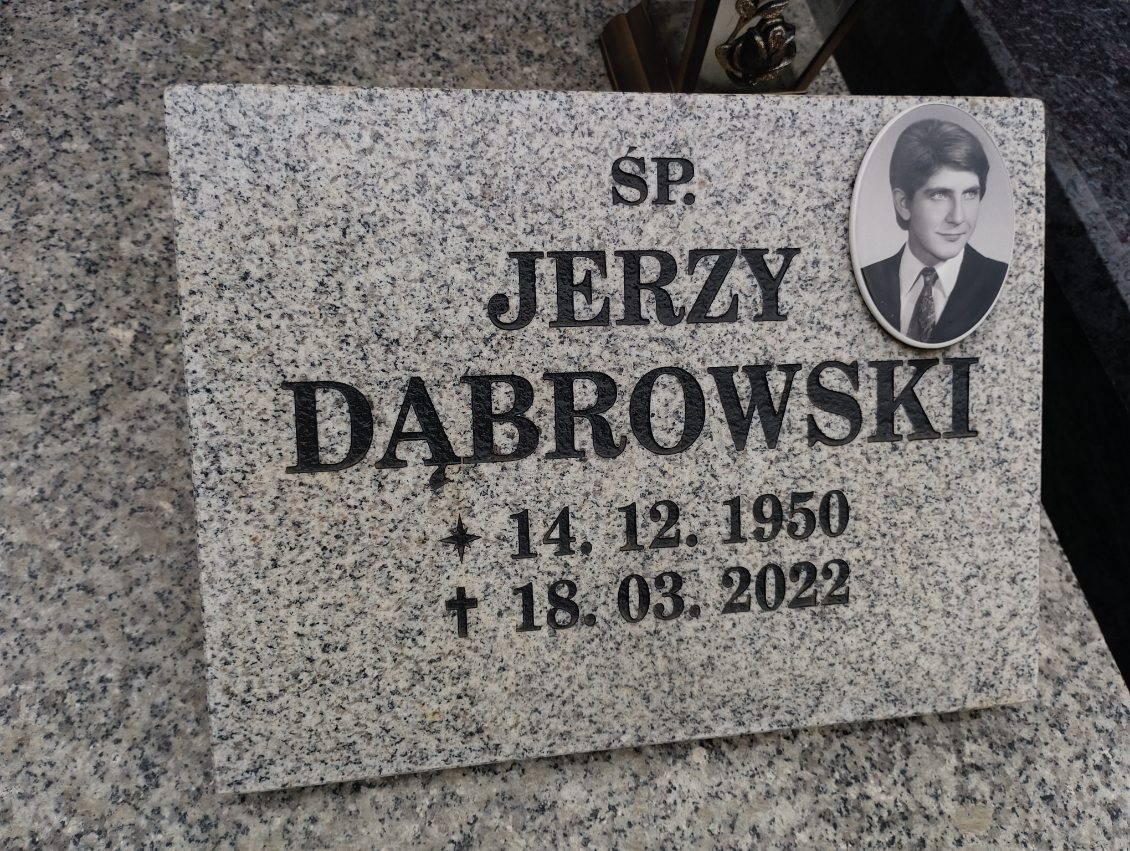 ŚP.
JERZY
DĄBROWSKI
14. 12. 1950
18. 03. 2022